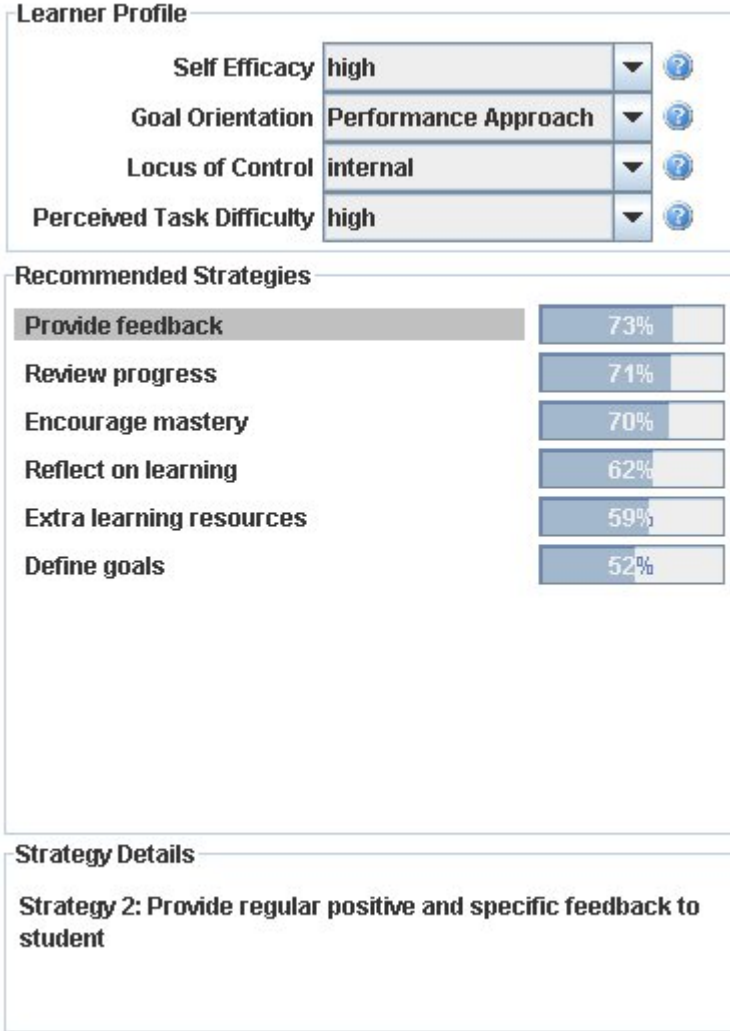 Learner Profile
Self Efficacy high
Goal Orientation Performance Approach
Locus of Control internal
Perceived Task Difficulty high
Recommended Strategies
Provide feedback 73%
Review progress 71%
Encourage mastery 70%
Reflect on learning 62%
Extra learning resources 59%
Define goals 52%
Strategy Details
Strategy 2: Provide regular positive and specific feedback to
student